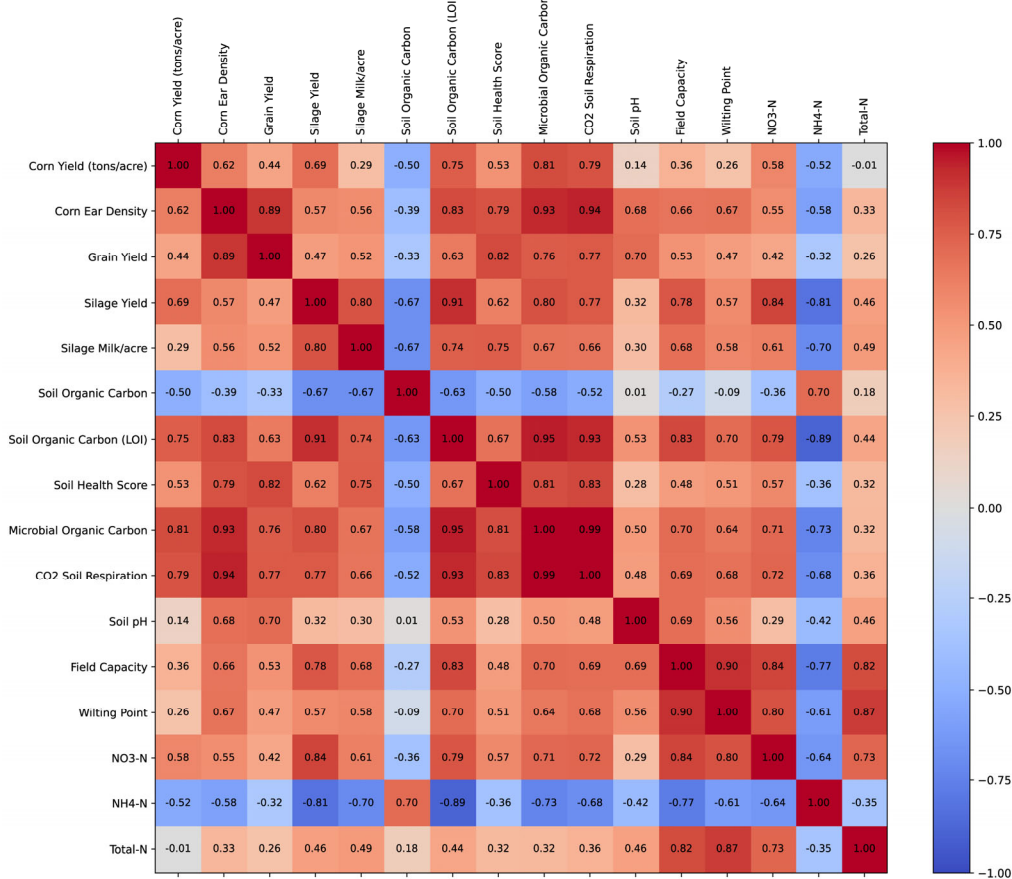 Corn Yield (tons/acre)
Corn Ear Density
Grain Yield
Silage Yield
Silage Milk/acre
Soil Organic Carbon
Soil Organic Carbon (LOI)
Soil Health Score
Microbial Organic Carbon
CO2 Soil Respiration
Soil pH
Field Capacity
Wilting Point
NO3-N
NH4-N
Total-N
Corn Yield (tons/acre) 1.00 0.62 0.44 0.69 0.29 -0.50 0.75 0.53 0.81 0.79 0.14 0.36 0.26 0.58 -0.52 -0.01
Corn Ear Density 0.62 1.00 0.89 0.57 0.56 -0.39 0.83 0.79 0.93 0.94 0.68 0.66 0.67 0.55 -0.58 0.33
Grain Yield 0.44 0.89 1.00 0.47 0.52 -0.33 0.63 0.82 0.76 0.77 0.70 0.53 0.47 0.42 -0.32 0.26
Silage Yield 0.69 0.57 0.47 1.00 0.80 -0.67 0.91 0.62 0.80 0.77 0.32 0.78 0.57 0.84 -0.81 0.46
Silage Milk/acre 0.29 0.56 0.52 0.80 1.00 -0.67 0.74 0.75 0.67 0.66 0.30 0.68 0.58 0.61 -0.70 0.49
Soil Organic Carbon -0.50 -0.39 -0.33 -0.67 -0.67 1.00 -0.63 -0.50 -0.58 -0.52 0.01 -0.27 -0.09 -0.36 0.70 0.18
Soil Organic Carbon (LOI) 0.75 0.83 0.63 0.91 0.74 -0.63 1.00 0.67 0.95 0.93 0.53 0.83 0.70 0.79 -0.89 0.44
Soil Health Score 0.53 0.79 0.82 0.62 0.75 -0.50 0.67 1.00 0.81 0.83 0.28 0.48 0.51 0.57 -0.36 0.32
Microbial Organic Carbon 0.81 0.93 0.76 0.80 0.67 -0.58 0.95 0.81 1.00 0.99 0.50 0.70 0.64 0.71 -0.73 0.32
CO2 Soil Respiration 0.79 0.94 0.77 0.77 0.66 -0.52 0.93 0.83 0.99 1.00 0.48 0.69 0.68 0.72 -0.68 0.36
Soil pH 0.14 0.68 0.70 0.32 0.30 0.01 0.53 0.28 0.50 0.48 1.00 0.69 0.56 0.29 -0.42 0.46
Field Capacity 0.36 0.66 0.53 0.78 0.68 -0.27 0.83 0.48 0.70 0.69 0.69 1.00 0.90 0.84 -0.77 0.82
Wilting Point 0.26 0.67 0.47 0.57 0.58 -0.09 0.70 0.51 0.64 0.68 0.56 0.90 1.00 0.80 -0.61 0.87
NO3-N 0.58 0.55 0.42 0.84 0.61 -0.36 0.79 0.57 0.71 0.72 0.29 0.84 0.80 1.00 -0.64 0.73
NH4-N -0.52 -0.58 -0.32 -0.81 -0.70 0.70 -0.89 -0.36 -0.73 -0.68 -0.42 -0.77 -0.61 -0.64 1.00 -0.35
Total-N -0.01 0.33 0.26 0.46 0.49 0.18 0.44 0.32 0.32 0.36 0.46 0.82 0.87 0.73 -0.35 1.00
1.00
0.75
0.50
0.25
0.00
−0.25
−0.50
−0.75
−1.00